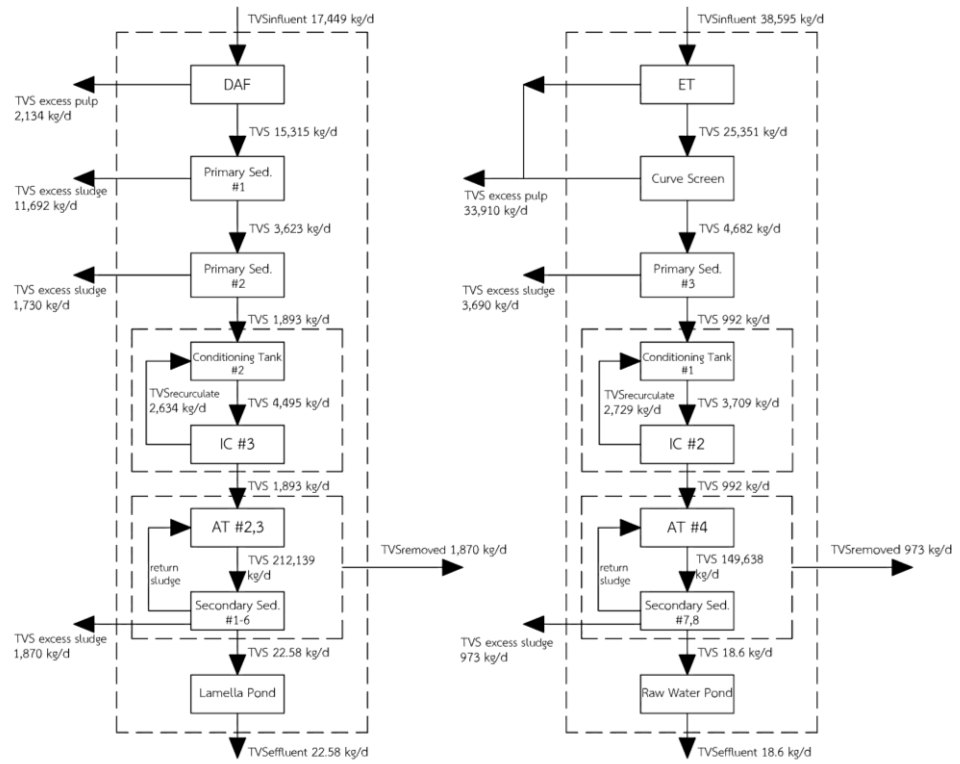 TVSinfluent 17,449 kg/d
DAF
TVS excess pulp
2,134 kg/d
TVS 15,315 kg/d
Primary Sed.
#1
TVS excess sludge
11,692 kg/d
TVS 3,623 kg/d
Primary Sed.
#2
TVS excess sludge
1,730 kg/d
TVS 1,893 kg/d
Conditioning Tank
#2
TVSrecurculate
2,634 kg/d
TVS 4,495 kg/d
IC #3
TVS 1,893 kg/d
AT #2,3
TVSremoved 1,870 kg/d
TVS 212,139
kg/d
return
sludge
Secondary Sed.
#1-6
TVS excess sludge
1,870 kg/d
TVS 22.58 kg/d
Lamella Pond
TVSeffluent 22.58 kg/d
TVSinfluent 38,595 kg/d
ET
TVS 25,351 kg/d
Curve Screen
TVS excess pulp
33,910 kg/d
TVS 4,682 kg/d
Primary Sed.
#3
TVS excess sludge
3,690 kg/d
TVS 992 kg/d
Conditioning Tank
#1
TVSrecurculate
2,729 kg/d
TVS 3,709 kg/d
IC #2
TVS 992 kg/d
AT #4
TVSremoved 973 kg/d
TVS 149,638
kg/d
return
sludge
Secondary Sed.
#7,8
TVS excess sludge
973 kg/d
TVS 18.6 kg/d
Raw Water Pond
TVSeffluent 18.6 kg/d